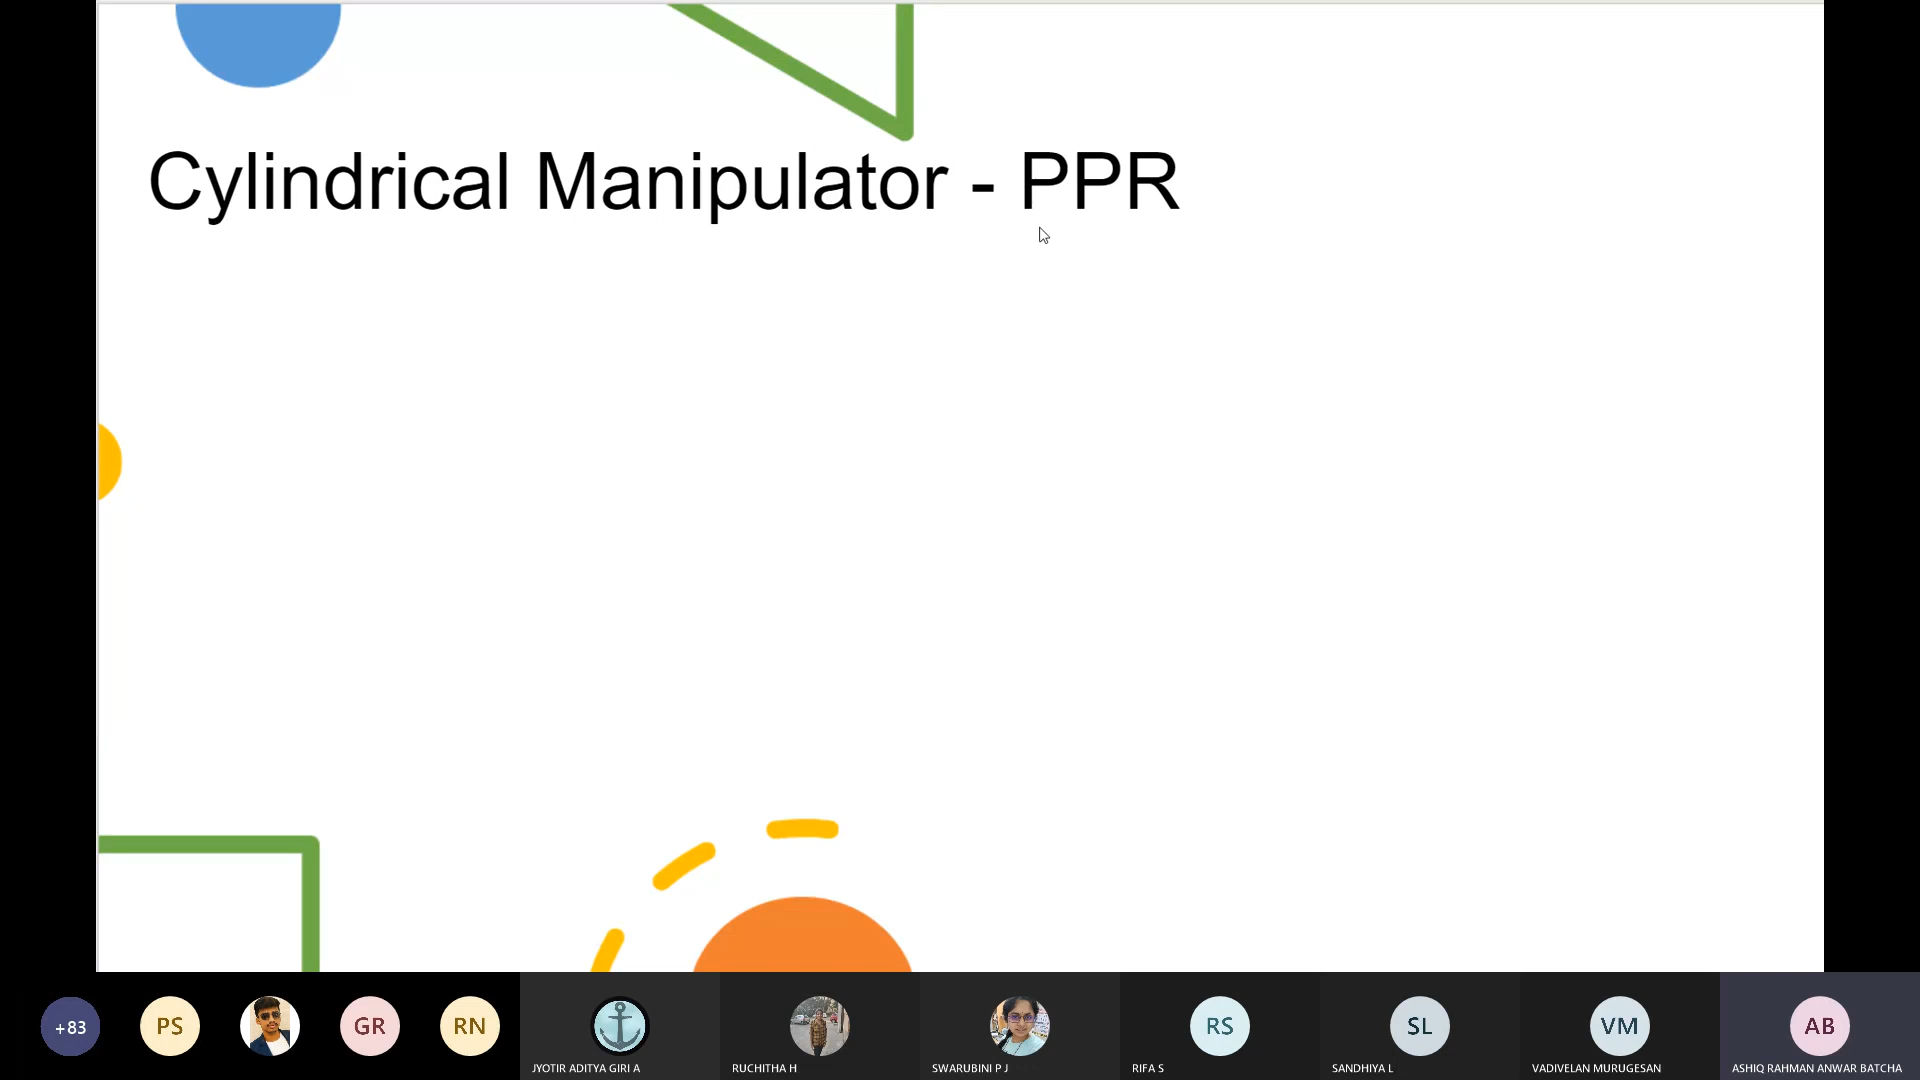 Cylindrical Manipulator - PPR
+83
PS
GR
RN
RS
SL
VM
AB
JYOTIR ADITYA GIRI A
RUCHITHA H
SWARUBINI P J
RIFA S
SANDHIYA L
VADIVELAN MURUGESAN
ASHIQ RAHMAN ANWAR BATCHA